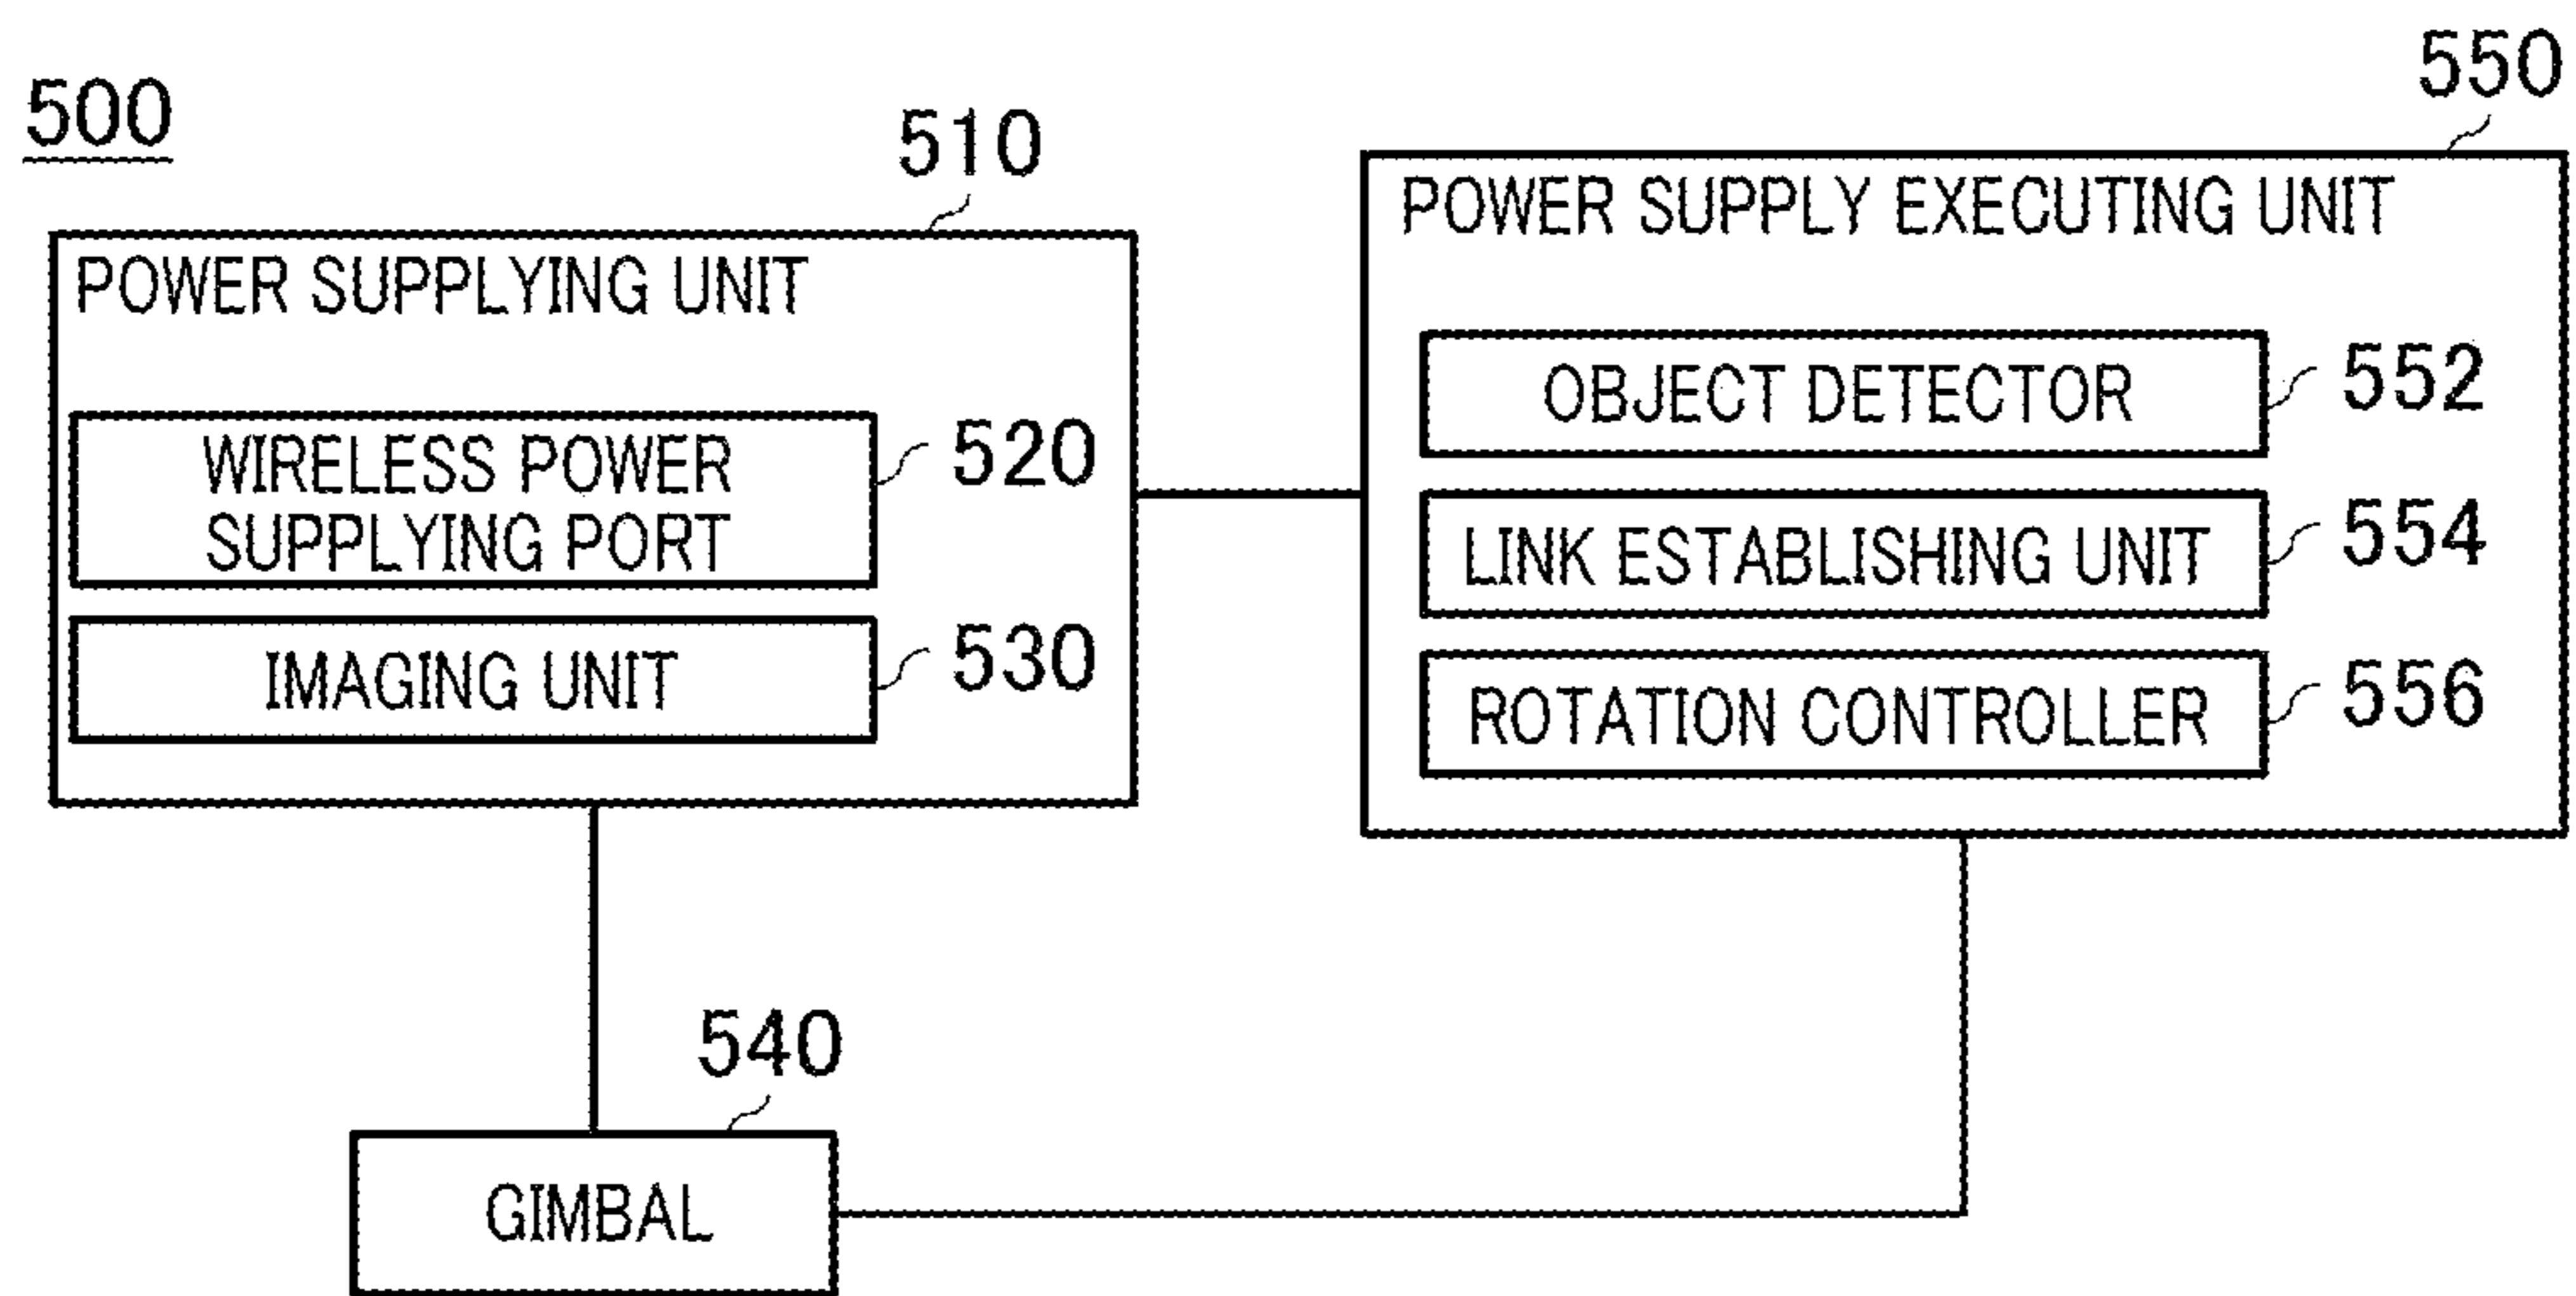 500
510
550
POWER SUPPLYING UNIT
WIRELESS POWER
SUPPLYING PORT
520
IMAGING UNIT
530
POWER SUPPLY EXECUTING UNIT
OBJECT DETECTOR
552
LINK ESTABLISHING UNIT
554
ROTATION CONTROLLER
556
540
GIMBAL